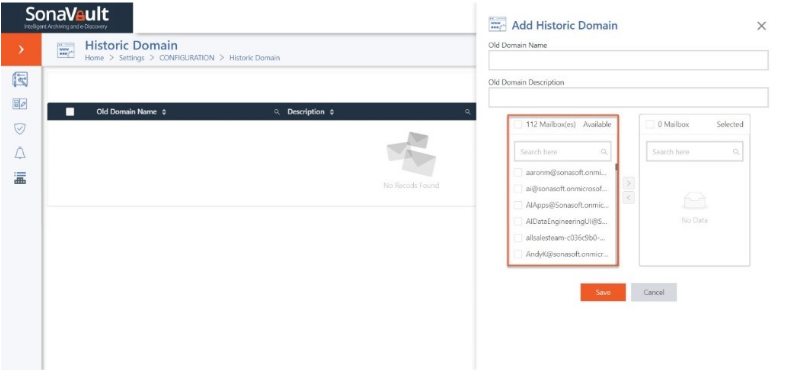 SonaVault
Intelligent Archiving and e-Discovery
Historic Domain
Home > Settings > CONFIGURATION > Historic Domain
Old Domain Name
Description
No Records Found
Add Historic Domain
Old Domain Name
Old Domain Description
112 Mailbox(es) Available
Search here
aaronm@sonasoft.onmi...
ai@sonasoft.onmicrosof...
AIApps@Sonasoft.onmic...
AIDataEngineeringUI@S...
allsalesteam-c036c9b0-...
AndyK@sonasoft.onmicr...
0 Mailbox Selected
Search here
No Data
Save
Cancel